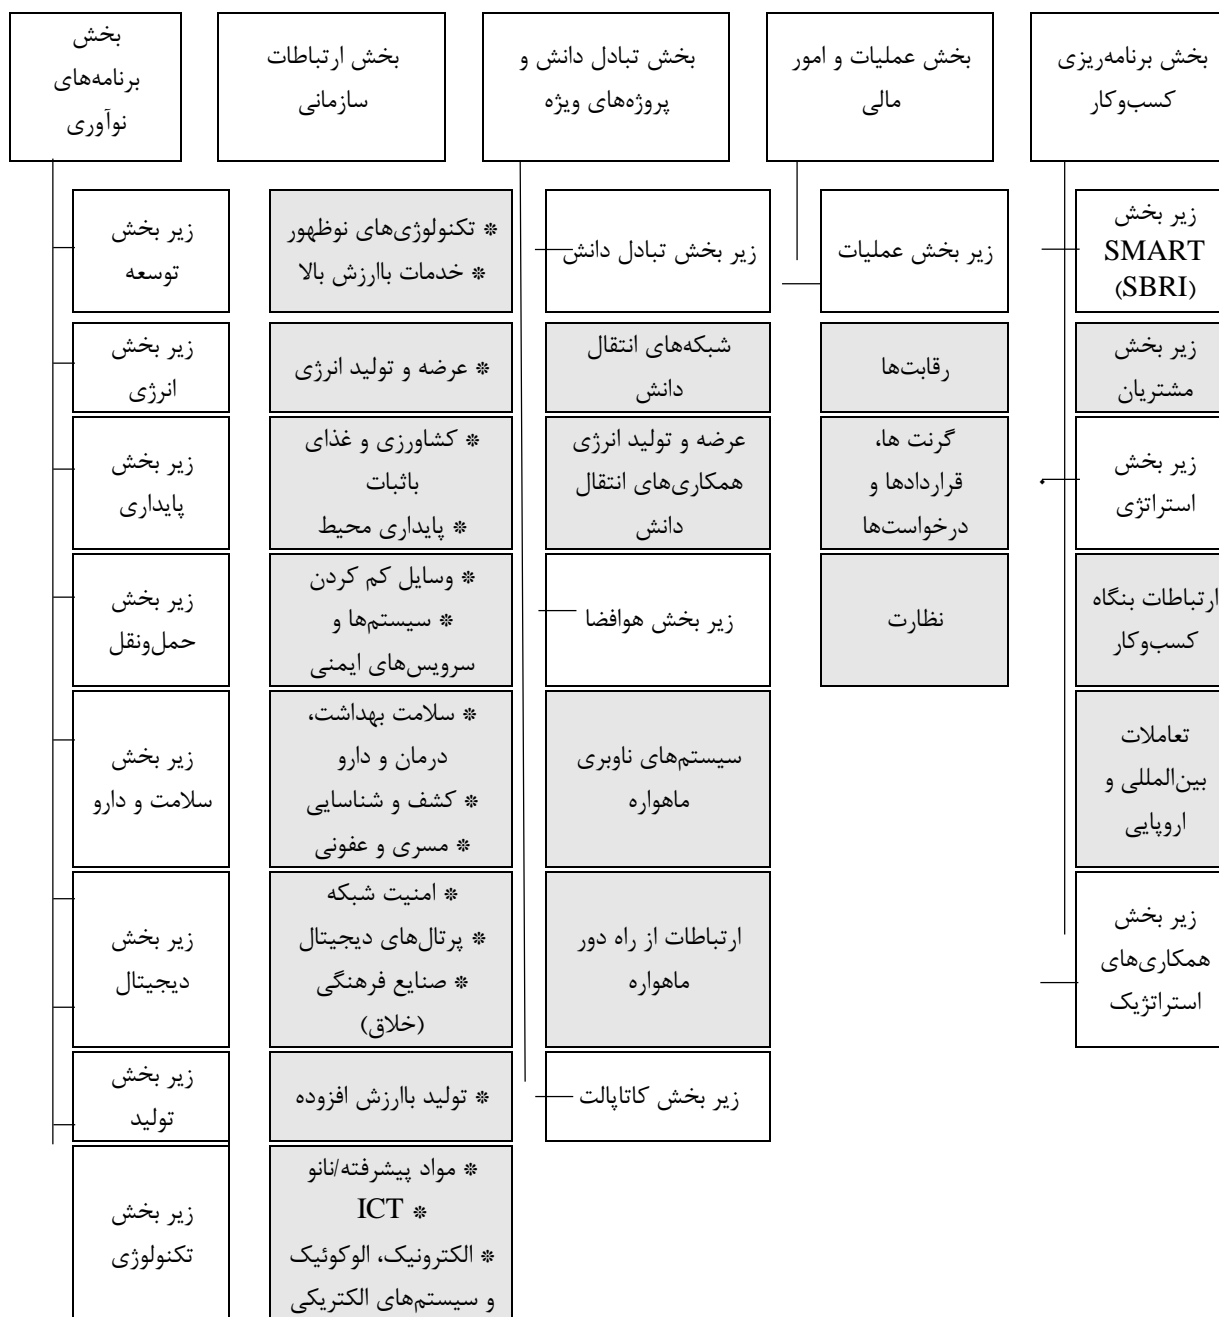 بخش برنامه‌ریزی
کسب‌وکار
بخش عملیات و امور
مالی
بخش تبادل دانش و
پروژه‌های ویژه
بخش ارتباطات
سازمانی
بخش
برنامه‌های
نوآوری
زیر بخش
SMART
(SBRI)
زیر بخش
مشتریان
زیر بخش
استراتژی
ارتباطات بنگاه
کسب‌وکار
تعاملات
بین‌المللی و
اروپایی
زیر بخش
همکاری‌های
استراتژیک
زیر بخش عملیات
رقابت‌ها
گرنت ها،
قراردادها و
درخواست‌ها
نظارت
زیر بخش تبادل دانش
شبکه‌های انتقال
دانش
عرضه و تولید انرژی
همکاری‌های انتقال
دانش
زیر بخش هوافضا
سیستم‌های ناوبری
ماهواره
ارتباطات از راه دور
ماهواره
زیر بخش کاتاپالت
* تکنولوژی‌های نوظهور
* خدمات باارزش بالا
* عرضه و تولید انرژی
* کشاورزی و غذای
باثبات
* پایداری محیط
* وسایل کم کردن
* سیستم‌ها و
سرویس‌های ایمنی
* سلامت بهداشت،
درمان و دارو
* کشف و شناسایی
* مسری و عفونی
* امنیت شبکه
* پرتال‌های دیجیتال
* صنایع فرهنگی
(خلاق)
* تولید باارزش افزوده
* مواد پیشرفته/نانو
* ICT
* الکترونیک، الوکوئیک
و سیستم‌های الکتریکی
زیر بخش
توسعه
زیر بخش
انرژی
زیر بخش
پایداری
زیر بخش
حمل‌ونقل
زیر بخش
سلامت و دارو
زیر بخش
دیجیتال
زیر بخش
تولید
زیر بخش
تکنولوژی